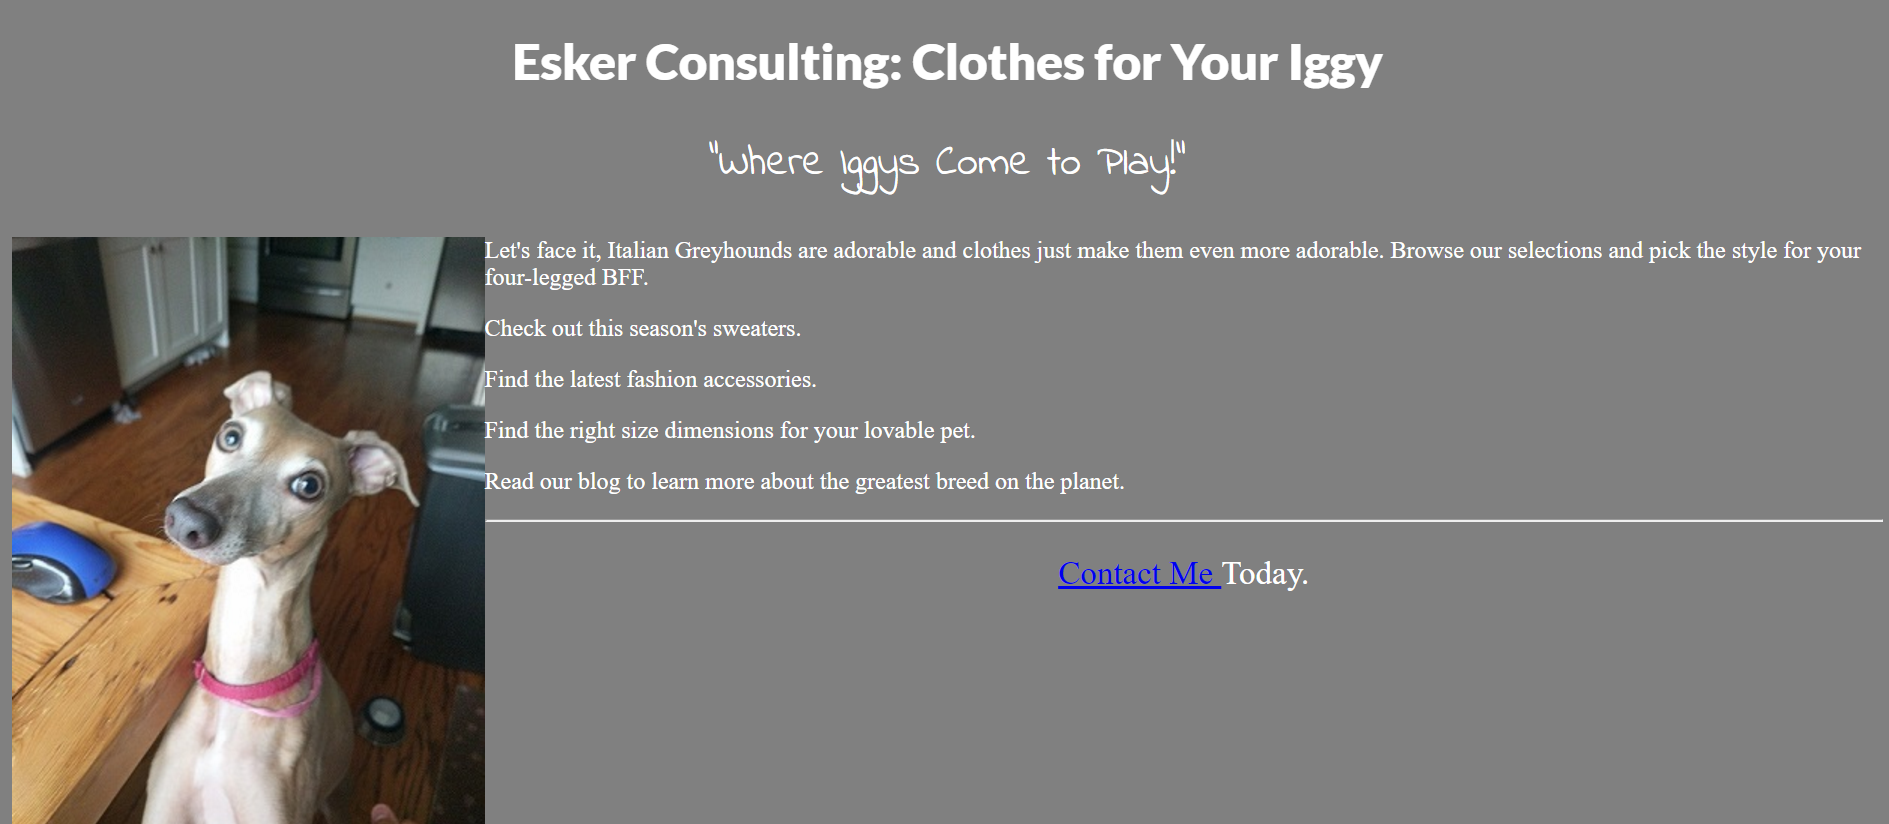 Esker Consulting: Clothes for Your Iggy
"Where Iggys Come to Play!"
Let's face it, Italian Greyhounds are adorable and clothes just make them even more adorable. Browse our selections and pick the style for your
four-legged BFF.
Check out this season's sweaters.
Find the latest fashion accessories.
Find the right size dimensions for your lovable pet.
Read our blog to learn more about the greatest breed on the planet.
Contact Me Today.